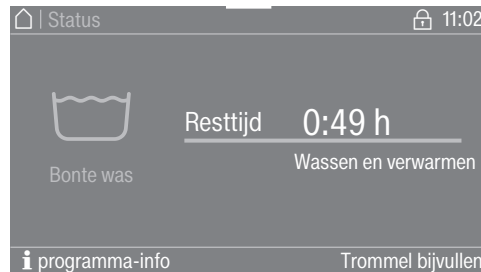 | Status 11:02
Resttijd 0:49 h
Wassen en verwarmen
Bonte was
i programma-info Trommel bijvullen